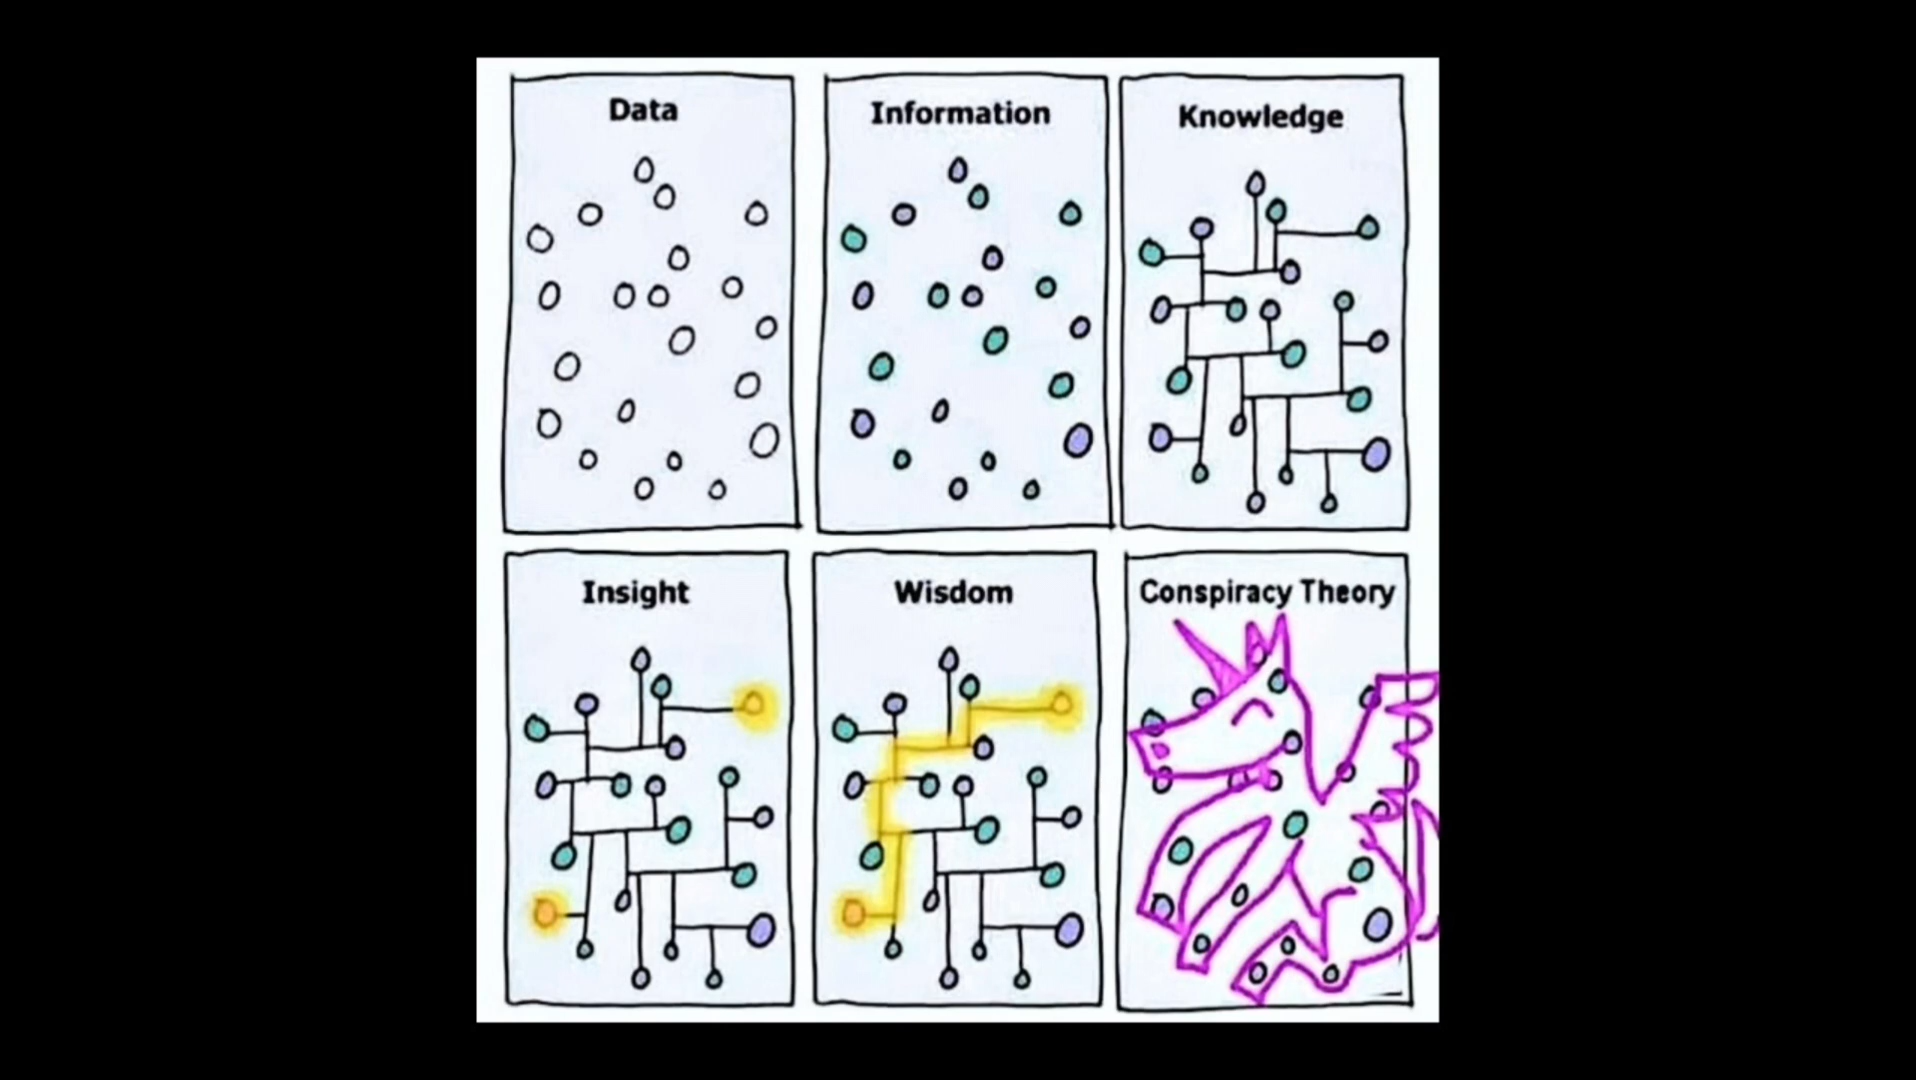 Data
Information
Knowledge
Insight
Wisdom
Conspiracy Theory